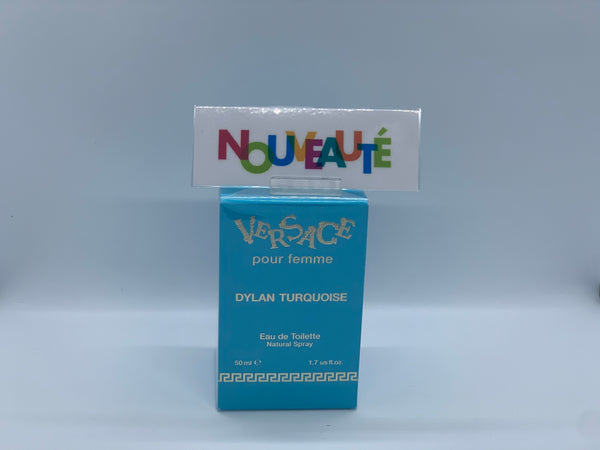 NOUVEAUTÉ
VERSACE
pour femme
DYLAN TURQUOISE
Eau de Toilette
Natural Spray
50 ml ℮ 1.7 us fl.oz.